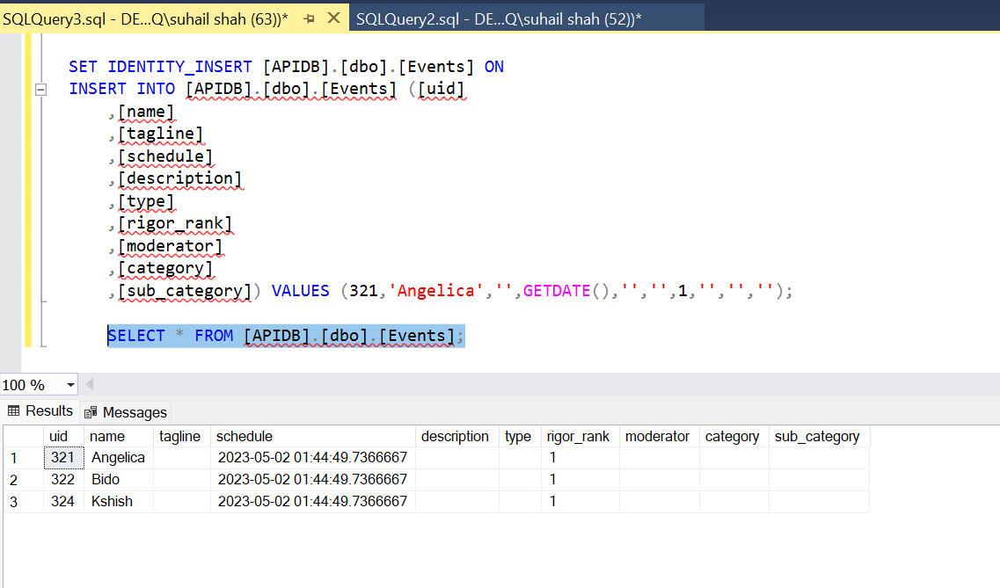 SQLQuery3.sql - DE...Q\suhail shah (63))* SQLQuery2.sql - DE...Q\suhail shah (52))*
SET IDENTITY_INSERT [APIDB].[dbo].[Events] ON
INSERT INTO [APIDB].[dbo].[Events] ([uid]
,[name]
,[tagline]
,[schedule]
,[description]
,[type]
,[rigor_rank]
,[moderator]
,[category]
,[sub_category]) VALUES (321,'Angelica','',GETDATE(),'','',1,'','','');
SELECT * FROM [APIDB].[dbo].[Events];
100 %
Results Messages
uid name tagline schedule description type rigor_rank moderator category sub_category
1 321 Angelica 2023-05-02 01:44:49.7366667 1
2 322 Bido 2023-05-02 01:44:49.7366667 1
3 324 Kshish 2023-05-02 01:44:49.7366667 1